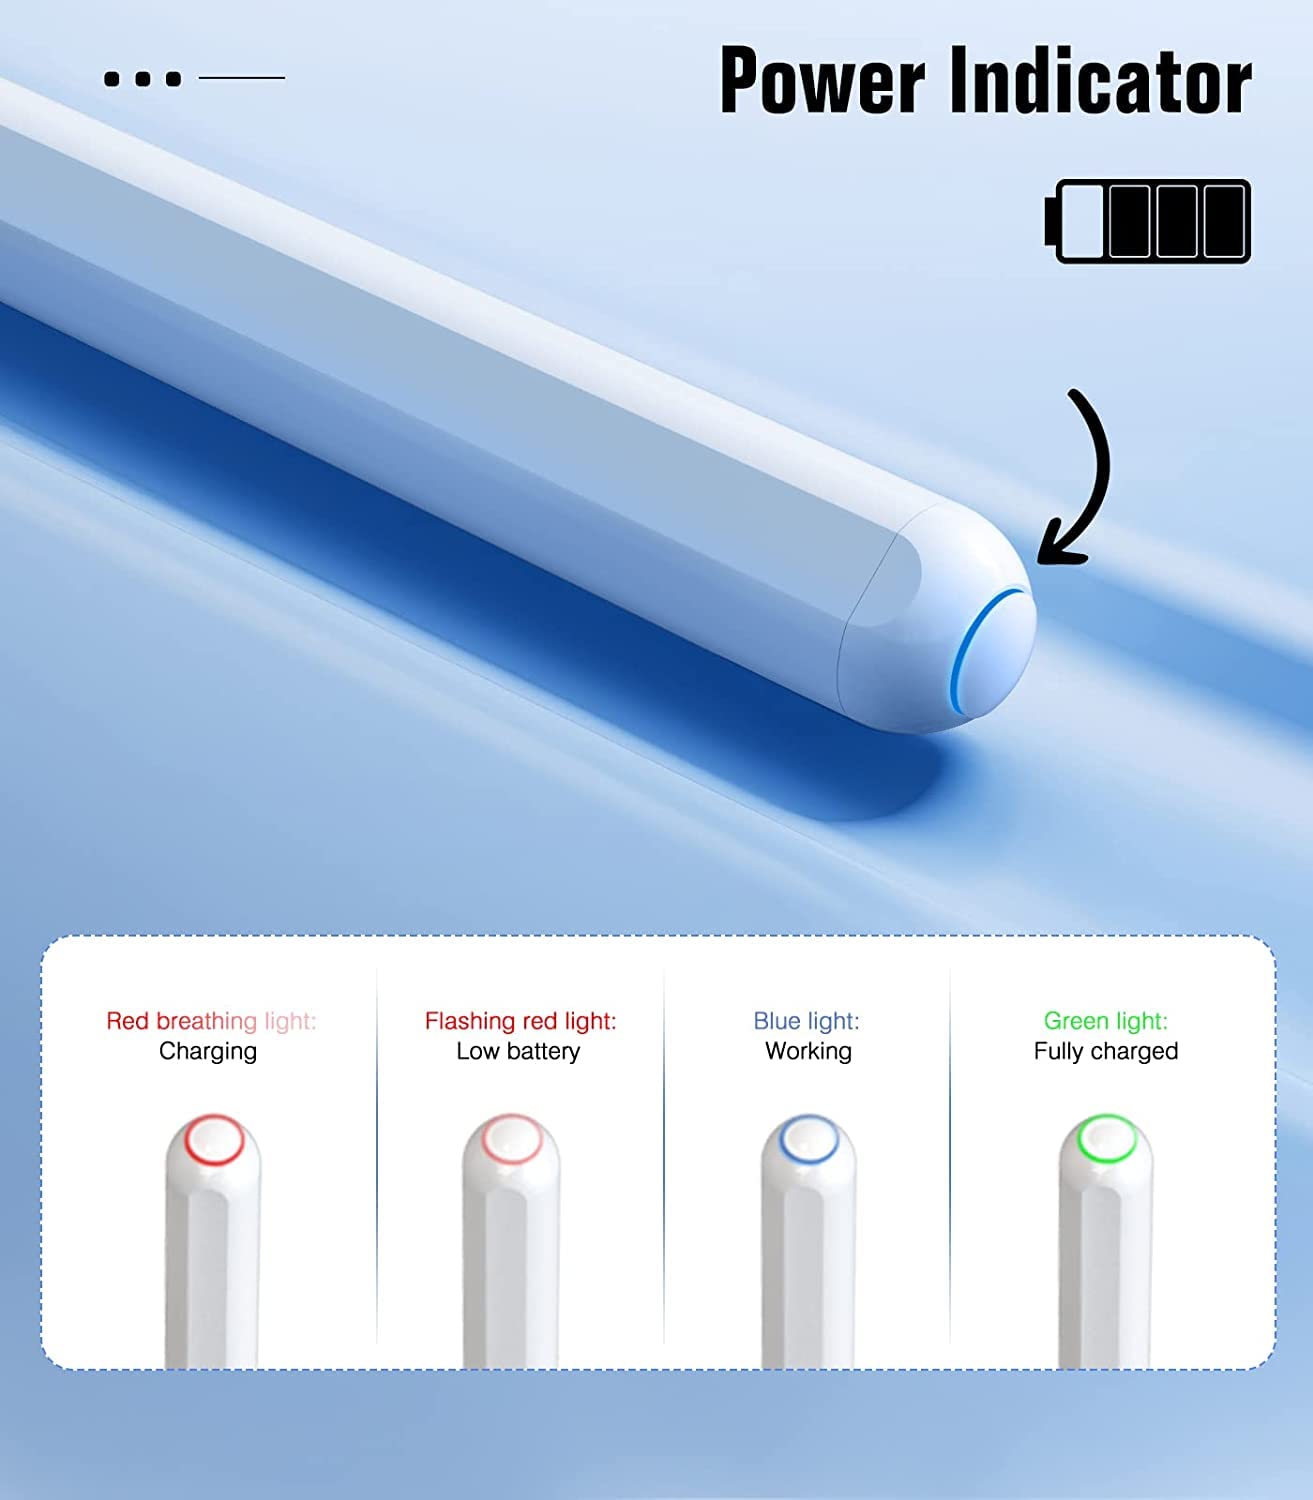 Power Indicator
Red breathing light:
Charging
Flashing red light:
Low battery
Blue light:
Working
Green light:
Fully charged